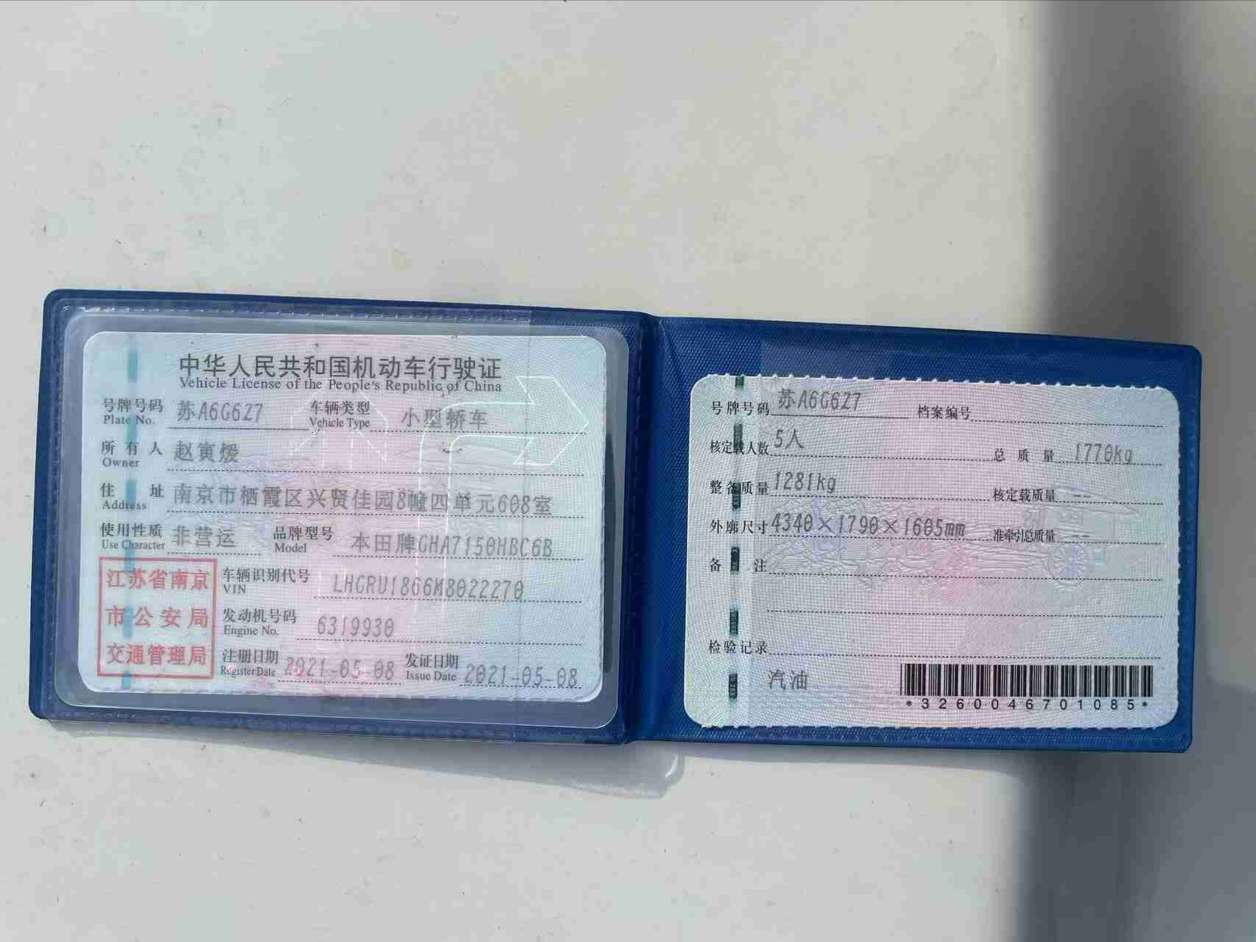 中华人民共和国机动车行驶证
Vehicle License of the People's Republic of China
号牌号码 苏A6G627 车辆类型 小型轿车
Plate No. Vehicle Type
所有人 赵寅煖
Owner
住址 南京市栖霞区兴贤佳园8幢四单元608室
Address
使用性质 非营运 品牌型号 本田牌GHA7150HBC6B
Use Character Model
江苏省南京
市公安局
交通管理局
车辆识别代号 LHGRU1866M8022270
VIN
发动机号码 6319930
Engine No.
注册日期 2021-05-08 发证日期 2021-05-08
Register Date Issue Date
号牌号码 苏A6G627 档案编号
核定载人数 5人 总质量 1770kg
整备质量 1281kg 核定载质量 --
外廓尺寸 4340×1790×1605mm 准牵引总质量 --
备注
检验记录
汽油
*3260046701085*